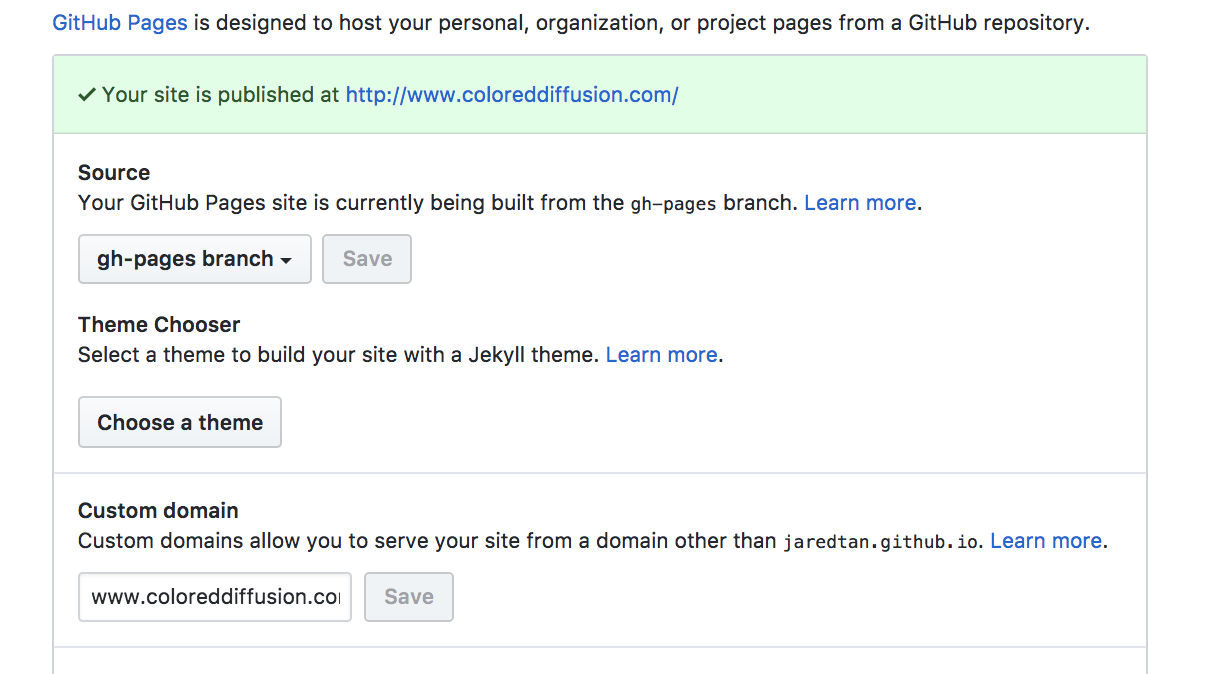 GitHub Pages is designed to host your personal, organization, or project pages from a GitHub repository.
✓ Your site is published at http://www.coloreddiffusion.com/
Source
Your GitHub Pages site is currently being built from the gh-pages branch. Learn more.
gh-pages branch Save
Theme Chooser
Select a theme to build your site with a Jekyll theme. Learn more.
Choose a theme
Custom domain
Custom domains allow you to serve your site from a domain other than jaredtan.github.io. Learn more.
www.coloreddiffusion.co Save